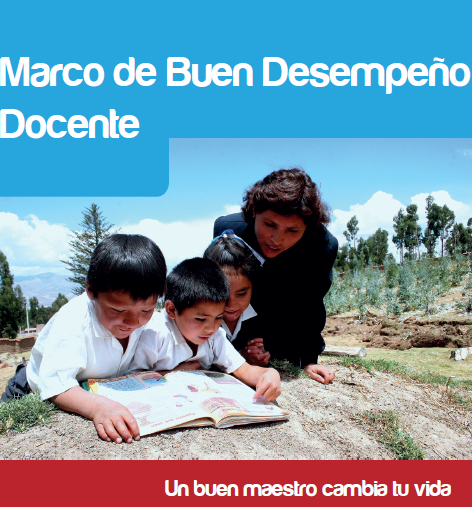 Marco de Buen Desempeño
Docente
Un buen maestro cambia tu vida